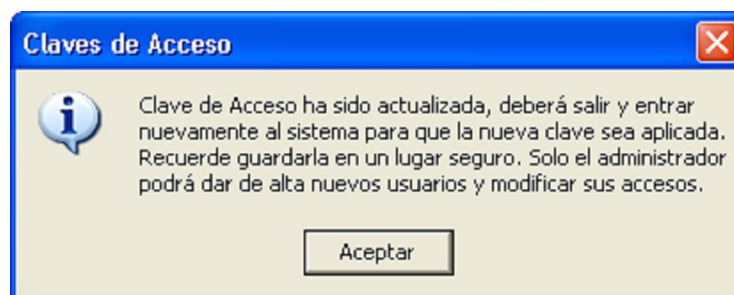 Claves de Acceso
Clave de Acceso ha sido actualizada, deberá salir y entrar
nuevamente al sistema para que la nueva clave sea aplicada.
Recuerde guardarla en un lugar seguro. Solo el administrador
podrá dar de alta nuevos usuarios y modificar sus accesos.
Aceptar